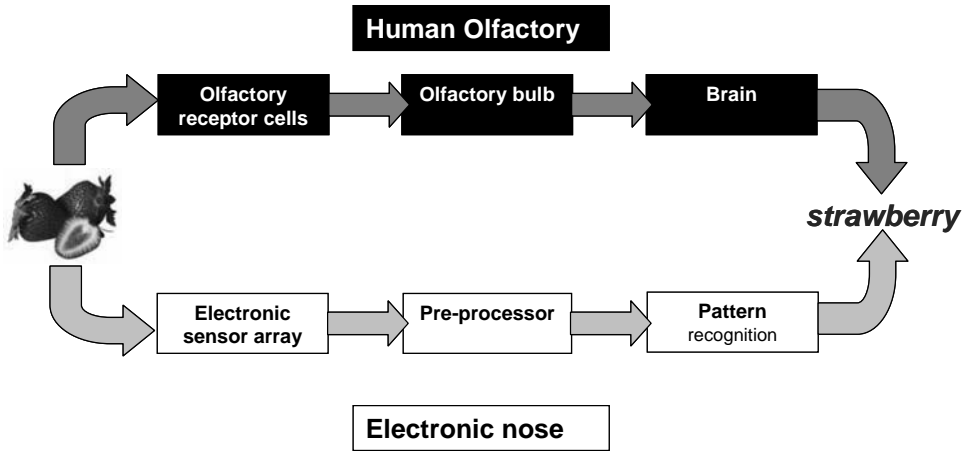 Human Olfactory
Olfactory
receptor cells
Olfactory bulb
Brain
strawberry
Electronic
sensor array
Pre-processor
Pattern
recognition
Electronic nose